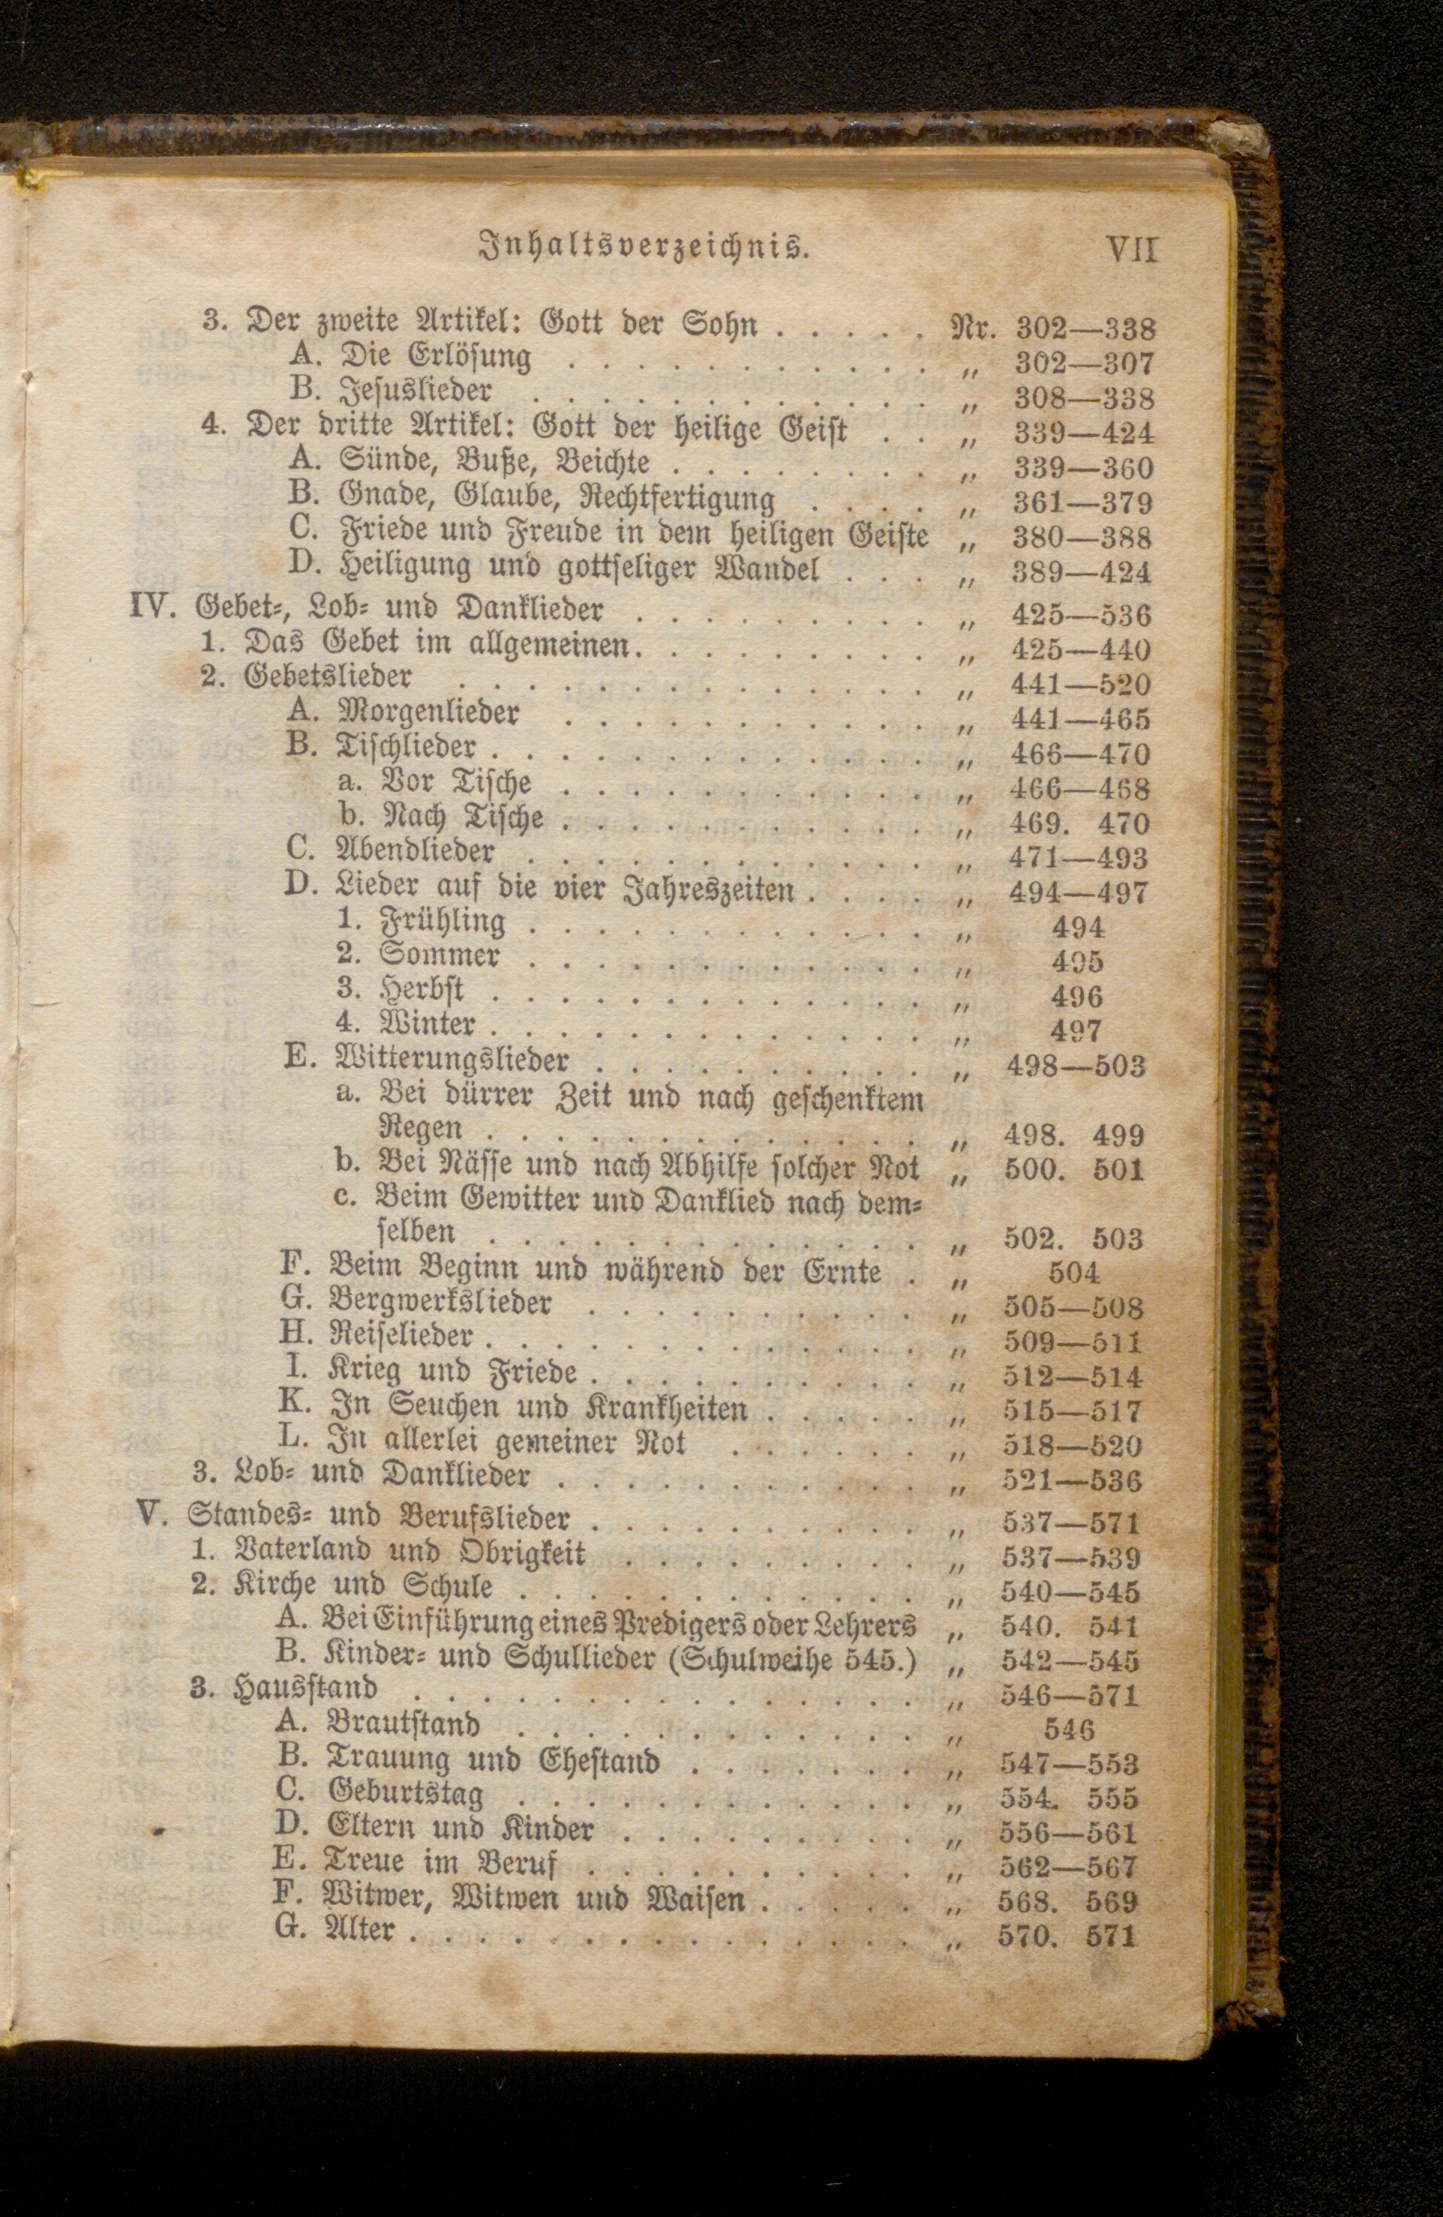 Inhaltsverzeichnis. VII
3. Der zweite Artikel: Gott der Sohn . . . . . Nr. 302—338
A. Die Erlösung . . . . . . . . . . . „ 302—307
B. Jesuslieder . . . . . . . . . . . . „ 308—338
4. Der dritte Artikel: Gott der heilige Geist . . „ 339—424
A. Sünde, Buße, Beichte . . . . . . . . „ 339—360
B. Gnade, Glaube, Rechtfertigung . . . . „ 361—379
C. Friede und Freude in dem heiligen Geiste „ 380—388
D. Heiligung und gottseliger Wandel . . . „ 389—424
IV. Gebet-, Lob- und Danklieder . . . . . . . . . „ 425—536
1. Das Gebet im allgemeinen. . . . . . . . . „ 425—440
2. Gebetslieder . . . . . . . . . . . . . . „ 441—520
A. Morgenlieder . . . . . . . . . . . „ 441—465
B. Tischlieder . . . . . . . . . . . . . „ 466—470
a. Vor Tische . . . . . . . . . . . „ 466—468
b. Nach Tische . . . . . . . . . . . „ 469. 470
C. Abendlieder . . . . . . . . . . . . „ 471—493
D. Lieder auf die vier Jahreszeiten . . . . „ 494—497
1. Frühling . . . . . . . . . . . . „ 494
2. Sommer . . . . . . . . . . . . „ 495
3. Herbst . . . . . . . . . . . . . „ 496
4. Winter . . . . . . . . . . . . . „ 497
E. Witterungslieder . . . . . . . . . . „ 498—503
a. Bei dürrer Zeit und nach geschenktem
Regen . . . . . . . . . . . . . „ 498. 499
b. Bei Nässe und nach Abhilfe solcher Not „ 500. 501
c. Beim Gewitter und Danklied nach dem-
selben . . . . . . . . . . . . . „ 502. 503
F. Beim Beginn und während der Ernte . „ 504
G. Bergwerkslieder . . . . . . . . . . „ 505—508
H. Reiselieder . . . . . . . . . . . . . „ 509—511
I. Krieg und Friede . . . . . . . . . . „ 512—514
K. In Seuchen und Krankheiten . . . . . „ 515—517
L. In allerlei gemeiner Not . . . . . . „ 518—520
3. Lob- und Danklieder . . . . . . . . . . . „ 521—536
V. Standes- und Berufslieder . . . . . . . . . . „ 537—571
1. Vaterland und Obrigkeit . . . . . . . . . „ 537—539
2. Kirche und Schule . . . . . . . . . . . . „ 540—545
A. Bei Einführung eines Predigers oder Lehrers „ 540. 541
B. Kinder- und Schullieder (Schulweihe 545.) „ 542—545
3. Hausstand . . . . . . . . . . . . . . . „ 546—571
A. Brautstand . . . . . . . . . . . . „ 546
B. Trauung und Ehestand . . . . . . . „ 547—553
C. Geburtstag . . . . . . . . . . . . „ 554. 555
D. Eltern und Kinder . . . . . . . . . „ 556—561
E. Treue im Beruf . . . . . . . . . . „ 562—567
F. Witwer, Witwen und Waisen . . . . . „ 568. 569
G. Alter . . . . . . . . . . . . . . . „ 570. 571